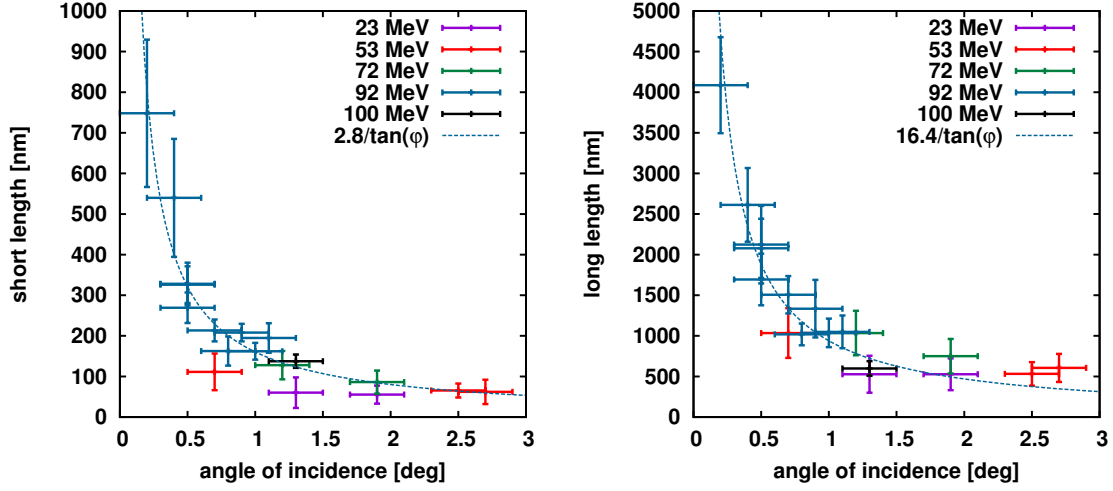 short length [nm]
1000
900
800
700
600
500
400
300
200
100
0
0 0.5 1 1.5 2 2.5 3
angle of incidence [deg]
23 MeV
53 MeV
72 MeV
92 MeV
100 MeV
2.8/tan(φ)
long length [nm]
5000
4500
4000
3500
3000
2500
2000
1500
1000
500
0
0 0.5 1 1.5 2 2.5 3
angle of incidence [deg]
23 MeV
53 MeV
72 MeV
92 MeV
100 MeV
16.4/tan(φ)